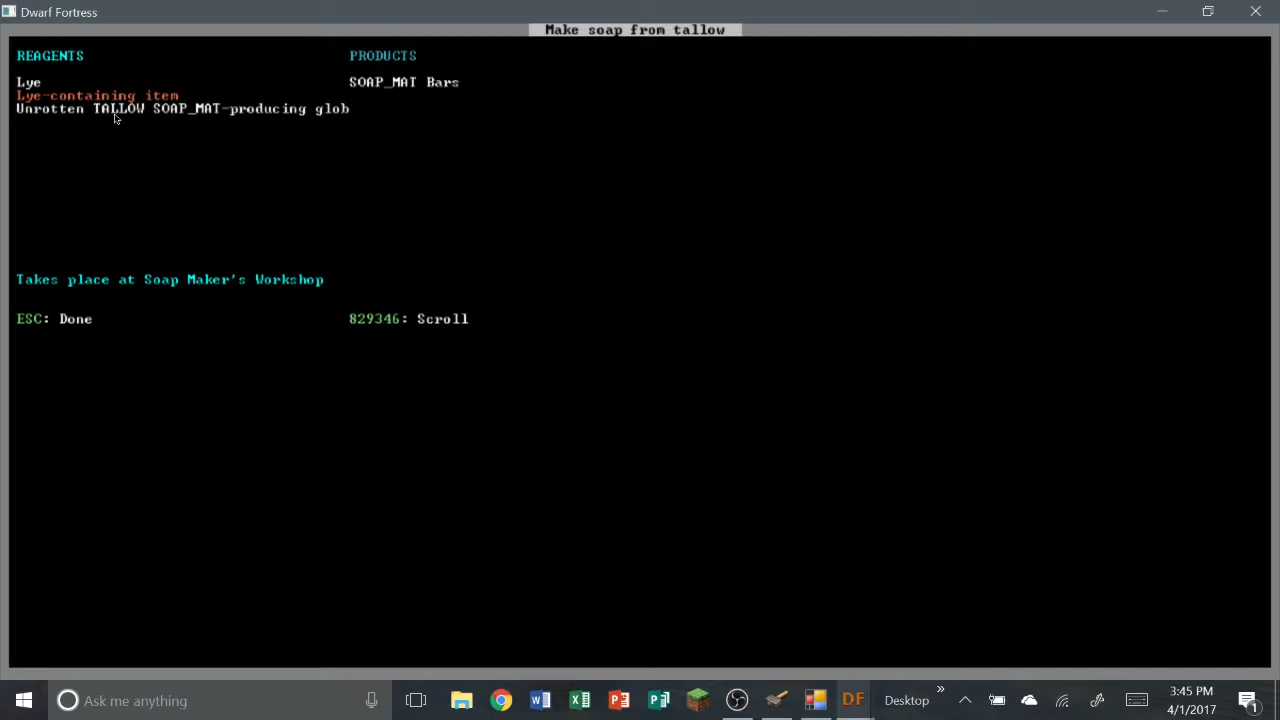 Dwarf Fortress
Make soap from tallow
REAGENTS PRODUCTS
Lye SOAP_MAT Bars
Lye-containing item
Unrotten TALLOW SOAP_MAT-producing glob
Takes place at Soap Maker's Workshop
ESC: Done 829346: Scroll
Ask me anything
DF
Desktop
»
3:45 PM
4/1/2017
1